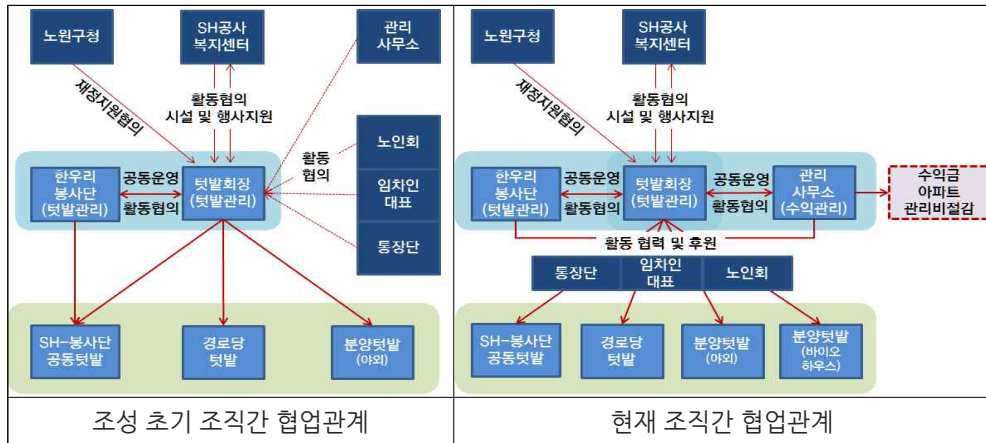 노원구청
SH공사
복지센터
관리
사무소
재정지원협의
활동협의
시설 및 행사지원
활동
협의
노인회
임차인
대표
통장단
한우리
봉사단
(텃밭관리)
공동운영
활동협의
텃밭회장
(텃밭관리)
SH-봉사단
공동텃밭
경로당
텃밭
분양텃밭
(야외)
조성 초기 조직간 협업관계
노원구청
SH공사
복지센터
재정지원협의
활동협의
시설 및 행사지원
한우리
봉사단
(텃밭관리)
공동운영
활동협의
텃밭회장
(텃밭관리)
공동운영
활동협의
관리
사무소
(수익관리)
수익금
아파트
관리비절감
활동 협력 및 후원
통장단
임차인
대표
노인회
SH-봉사단
공동텃밭
경로당
텃밭
분양텃밭
(야외)
분양텃밭
(바이오
하우스)
현재 조직간 협업관계